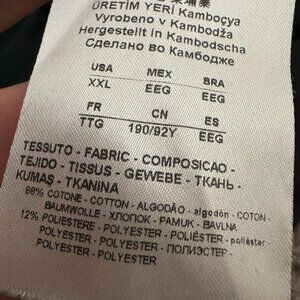 ÜRETİM YERİ Kamboçya
Vyrobeno v Kambodža
Hergestellt in Kambodscha
Сделано во Камбодже
USA MEX BRA
XXL EEG EEG
FR CN ES
TTG 190/92Y EEG
TESSUTO - FABRIC - COMPOSICAO -
TEJIDO - TISSUS - GEWEBE - ТКАНЬ -
KUMAŞ - TKANINA
88% COTONE - COTTON - ALGODÃO - algodón - COTON -
BAUMWOLLE - ХЛОПОК - PAMUK - BAVLNA
12% POLIESTERE - POLYESTER - POLIÉSTER - poliéster -
POLYESTER - POLYESTER - ПОЛИЭСТЕР -
POLYESTER - POLYESTER